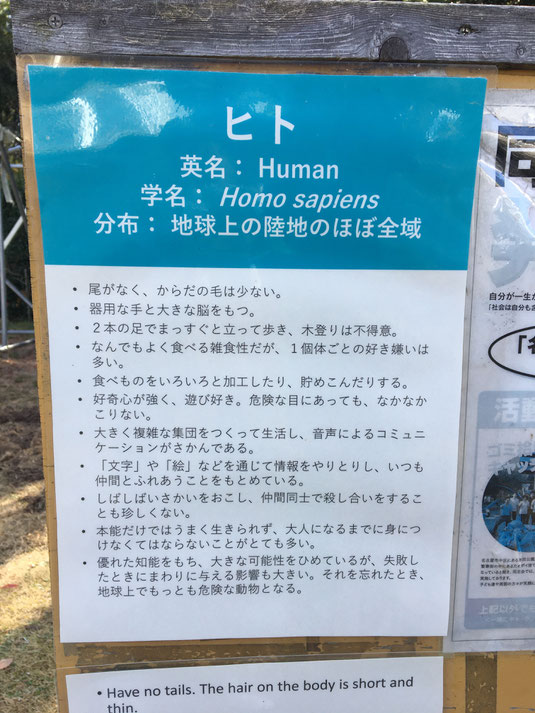 ヒト
英名： Human
学名： Homo sapiens
分布： 地球上の陸地のほぼ全域
• 尾がなく、からだの毛は少ない。
• 器用な手と大きな脳をもつ。
• ２本の足でまっすぐと立って歩き、木登りは不得意。
• なんでもよく食べる雑食性だが、１個体ごとの好き嫌いは
多い。
• 食べものをいろいろと加工したり、貯めこんだりする。
• 好奇心が強く、遊び好き。危険な目にあっても、なかなか
こりない。
• 大きく複雑な集団をつくって生活し、音声によるコミュニ
ケーションがさかんである。
• 「文字」や「絵」などを通じて情報をやりとりし、いつも
仲間とふれあうことをもとめている。
• しばしばいさかいをおこし、仲間同士で殺し合いをするこ
とも珍しくない。
• 本能だけではうまく生きられず、大人になるまでに身につ
けなくてはならないことがとても多い。
• 優れた知能をもち、大きな可能性をひめているが、失敗し
たときにまわりに与える影響も大きい。それを忘れたとき、
地球上でもっとも危険な動物となる。
• Have no tails. The hair on the body is short and
thin.
自分が一生か
活動
上記以外でも